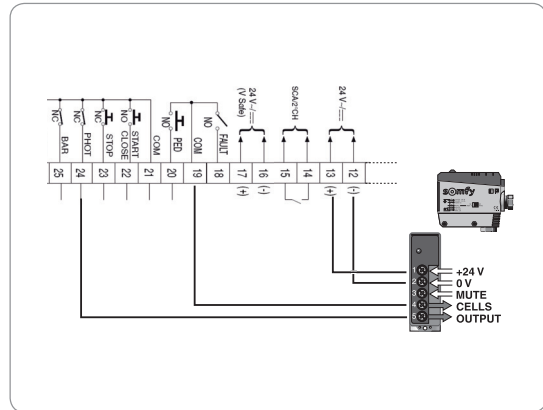 NC
BAR
NC
PHOT
NC
STOP
NO
START
CLOSE
COM
NO
PED
COM
NO
FAULT
24 V~/⎓
(V Safe)
SCA/2°CH
24 V~/⎓
25 24 23 22 21 20 19 18 17 16 15 14 13 12
(+) (-) (+) (-)
somfy
1 +24 V
2 0 V
3 MUTE
4 CELLS
5 OUTPUT